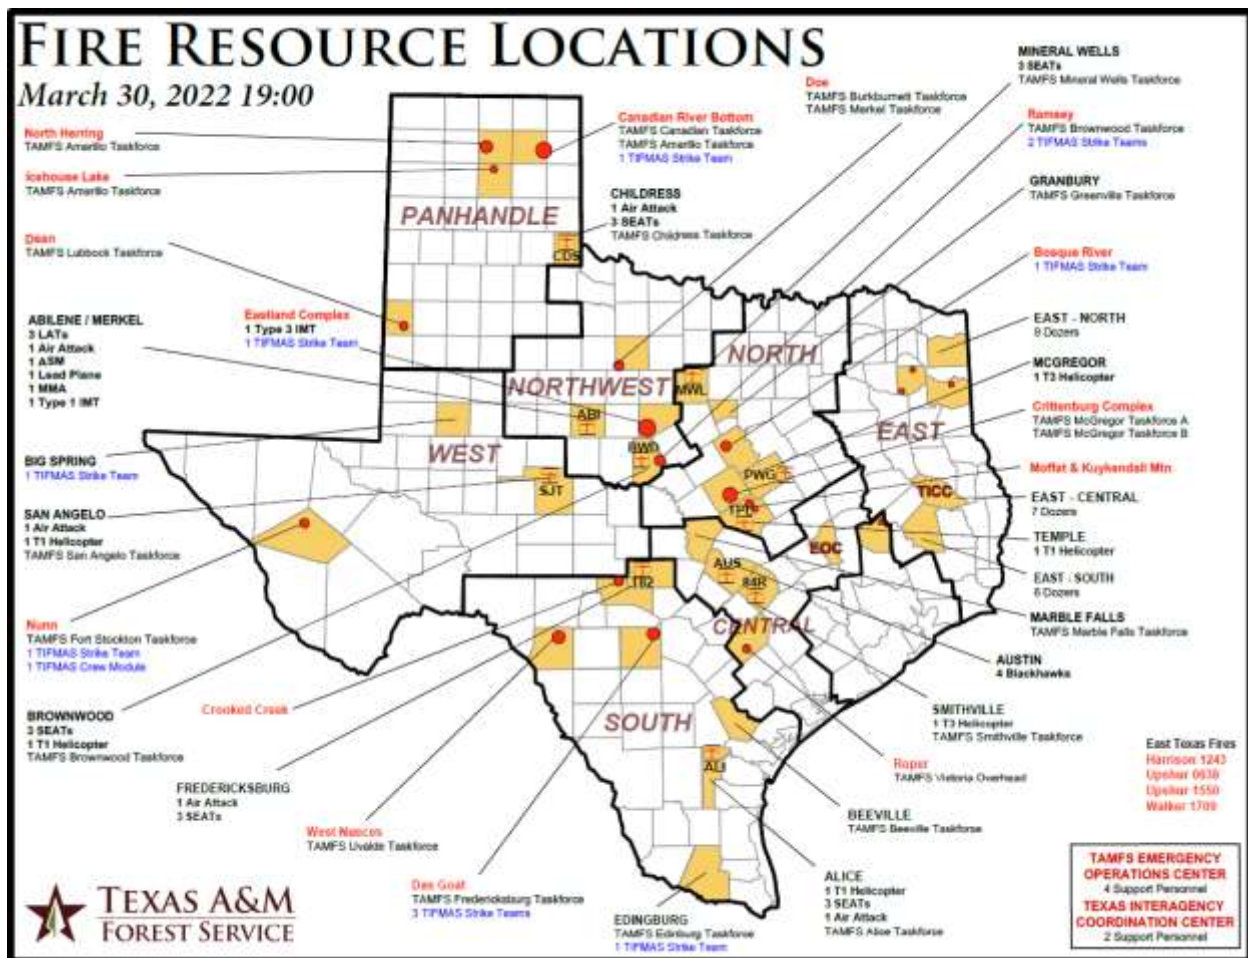 FIRE RESOURCE LOCATIONS
March 30, 2022 19:00
North Herring
TAMFS Amarillo Taskforce
Icehouse Lake
TAMFS Amarillo Taskforce
Dean
TAMFS Lubbock Taskforce
ABILENE / MERKEL
3 LATs
1 Air Attack
1 ASM
1 Lead Plane
1 MMA
1 Type 1 IMT
Eastland Complex
1 Type 3 IMT
1 TIFMAS Strike Team
BIG SPRING
1 TIFMAS Strike Team
SAN ANGELO
1 Air Attack
1 T1 Helicopter
TAMFS San Angelo Taskforce
Nunn
TAMFS Fort Stockton Taskforce
1 TIFMAS Strike Team
1 TIFMAS Crew Module
BROWNWOOD
3 SEATs
1 T1 Helicopter
TAMFS Brownwood Taskforce
Crooked Creek
FREDERICKSBURG
1 Air Attack
3 SEATs
West Nueces
TAMFS Uvalde Taskforce
Das Goat
TAMFS Fredericksburg Taskforce
3 TIFMAS Strike Teams
EDINGBURG
TAMFS Edinburg Taskforce
1 TIFMAS Strike Team
Canadian River Bottom
TAMFS Canadian Taskforce
TAMFS Amarillo Taskforce
1 TIFMAS Strike Team
CHILDRESS
1 Air Attack
3 SEATs
TAMFS Childress Taskforce
Doe
TAMFS Burkburnett Taskforce
TAMFS Merkel Taskforce
MINERAL WELLS
3 SEATs
TAMFS Mineral Wells Taskforce
Ramsey
TAMFS Brownwood Taskforce
2 TIFMAS Strike Teams
GRANBURY
TAMFS Greenville Taskforce
Bosque River
1 TIFMAS Strike Team
EAST - NORTH
MCGREGOR
1 T3 Helicopter
Crittenburg Complex
TAMFS McGregor Taskforce A
TAMFS McGregor Taskforce B
Moffat & Kuykendall Mtn
EAST - CENTRAL
7 Dozers
TEMPLE
1 T1 Helicopter
EAST - SOUTH
6 Dozers
MARBLE FALLS
TAMFS Marble Falls Taskforce
AUSTIN
4 Blackhawks
SMITHVILLE
1 T3 Helicopter
TAMFS Smithville Taskforce
Roper
TAMFS Victoria Overhead
BEEVILLE
TAMFS Beeville Taskforce
ALICE
1 T1 Helicopter
3 SEATs
1 Air Attack
TAMFS Alice Taskforce
PANHANDLE
CDS
NORTH
NORTHWEST
MWL
ABI
BWD
WEST
SJT
EAST
PWG
TPL
TICC
EOC
AUS
84R
T82
CENTRAL
SOUTH
ALI
East Texas Fires
Harrison 1243
Upshur 0838
Upshur 1550
Walker 1709
TAMFS EMERGENCY
OPERATIONS CENTER
4 Support Personnel
TEXAS INTERAGENCY
COORDINATION CENTER
2 Support Personnel
TEXAS A&M
FOREST SERVICE